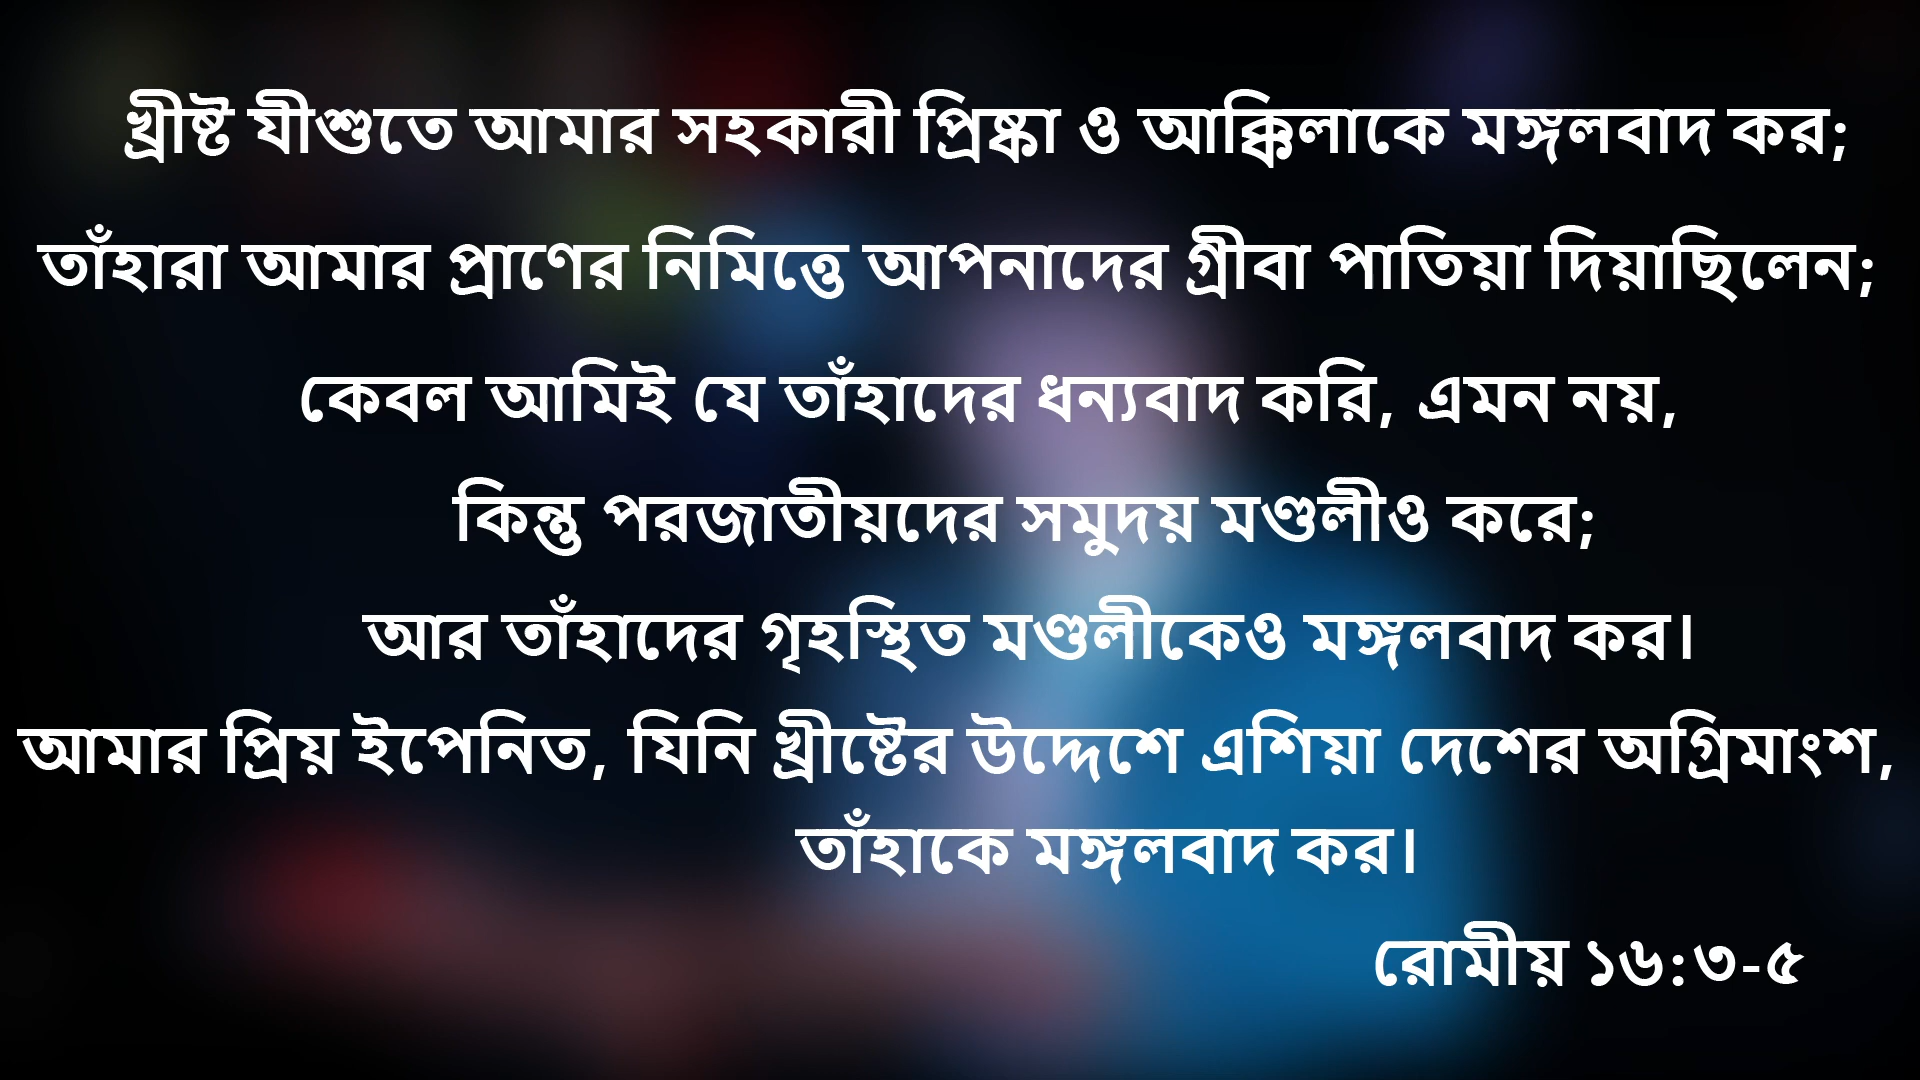 খ্রীষ্ট যীশুতে আমার সহকারী প্রিষ্কা ও আক্কিলাকে মঙ্গলবাদ কর;
তাঁহারা আমার প্রাণের নিমিত্তে আপনাদের গ্রীবা পাতিয়া দিয়াছিলেন;
কেবল আমিই যে তাঁহাদের ধন্যবাদ করি, এমন নয়,
কিন্তু পরজাতীয়দের সমুদয় মণ্ডলীও করে;
আর তাঁহাদের গৃহস্থিত মণ্ডলীকেও মঙ্গলবাদ কর।
আমার প্রিয় ইপেনিত, যিনি খ্রীষ্টের উদ্দেশে এশিয়া দেশের অগ্রিমাংশ,
তাঁহাকে মঙ্গলবাদ কর।
রোমীয় ১৬:৩-৫